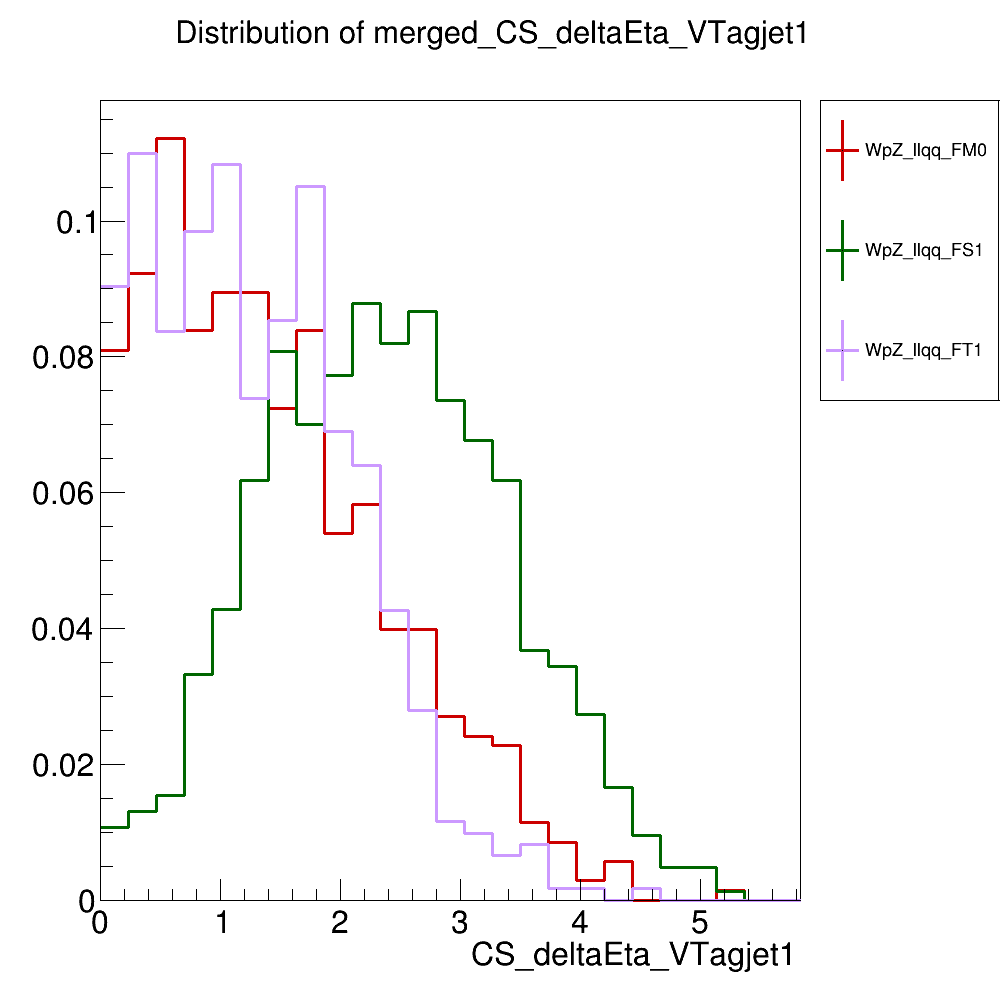 Distribution of merged_CS_deltaEta_VTagjet1
WpZ_llqq_FM0
WpZ_llqq_FS1
WpZ_llqq_FT1
0.1
0.08
0.06
0.04
0.02
0
0 1 2 3 4 5
CS_deltaEta_VTagjet1